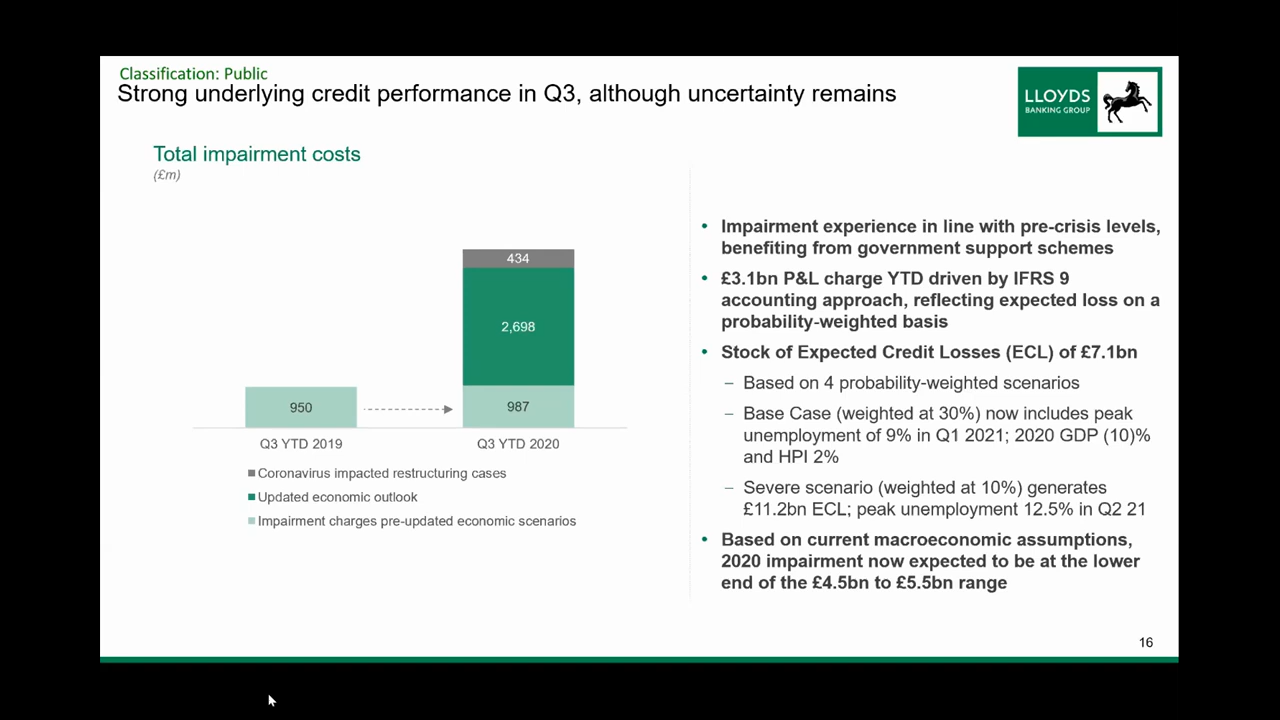 Classification: Public
Strong underlying credit performance in Q3, although uncertainty remains
LLOYDS
BANKING GROUP
Total impairment costs
(£m)
434
2,698
950
987
Q3 YTD 2019
Q3 YTD 2020
Coronavirus impacted restructuring cases
Updated economic outlook
Impairment charges pre-updated economic scenarios
• Impairment experience in line with pre-crisis levels,
benefiting from government support schemes
• £3.1bn P&L charge YTD driven by IFRS 9
accounting approach, reflecting expected loss on a
probability-weighted basis
• Stock of Expected Credit Losses (ECL) of £7.1bn
– Based on 4 probability-weighted scenarios
– Base Case (weighted at 30%) now includes peak
unemployment of 9% in Q1 2021; 2020 GDP (10)%
and HPI 2%
– Severe scenario (weighted at 10%) generates
£11.2bn ECL; peak unemployment 12.5% in Q2 21
• Based on current macroeconomic assumptions,
2020 impairment now expected to be at the lower
end of the £4.5bn to £5.5bn range
16